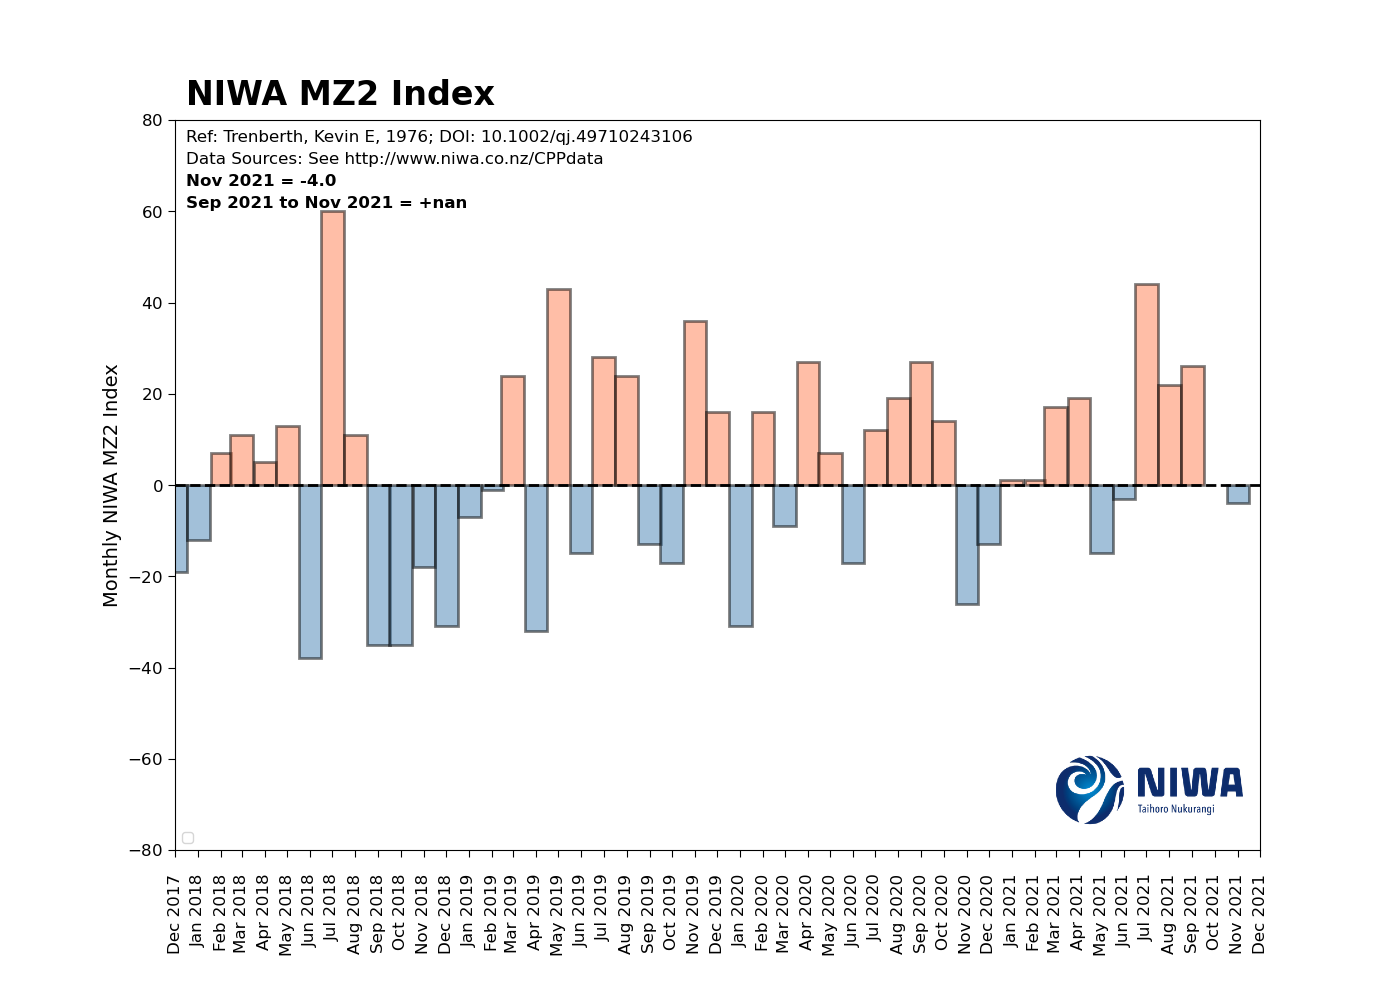 NIWA MZ2 Index
Ref: Trenberth, Kevin E, 1976; DOI: 10.1002/qj.49710243106
Data Sources: See http://www.niwa.co.nz/CPPdata
Nov 2021 = -4.0
Sep 2021 to Nov 2021 = +nan
Monthly NIWA MZ2 Index
80
60
40
20
0
−20
−40
−60
−80
NIWA
Taihoro Nukurangi
Dec 2017
Jan 2018
Feb 2018
Mar 2018
Apr 2018
May 2018
Jun 2018
Jul 2018
Aug 2018
Sep 2018
Oct 2018
Nov 2018
Dec 2018
Jan 2019
Feb 2019
Mar 2019
Apr 2019
May 2019
Jun 2019
Jul 2019
Aug 2019
Sep 2019
Oct 2019
Nov 2019
Dec 2019
Jan 2020
Feb 2020
Mar 2020
Apr 2020
May 2020
Jun 2020
Jul 2020
Aug 2020
Sep 2020
Oct 2020
Nov 2020
Dec 2020
Jan 2021
Feb 2021
Mar 2021
Apr 2021
May 2021
Jun 2021
Jul 2021
Aug 2021
Sep 2021
Oct 2021
Nov 2021
Dec 2021